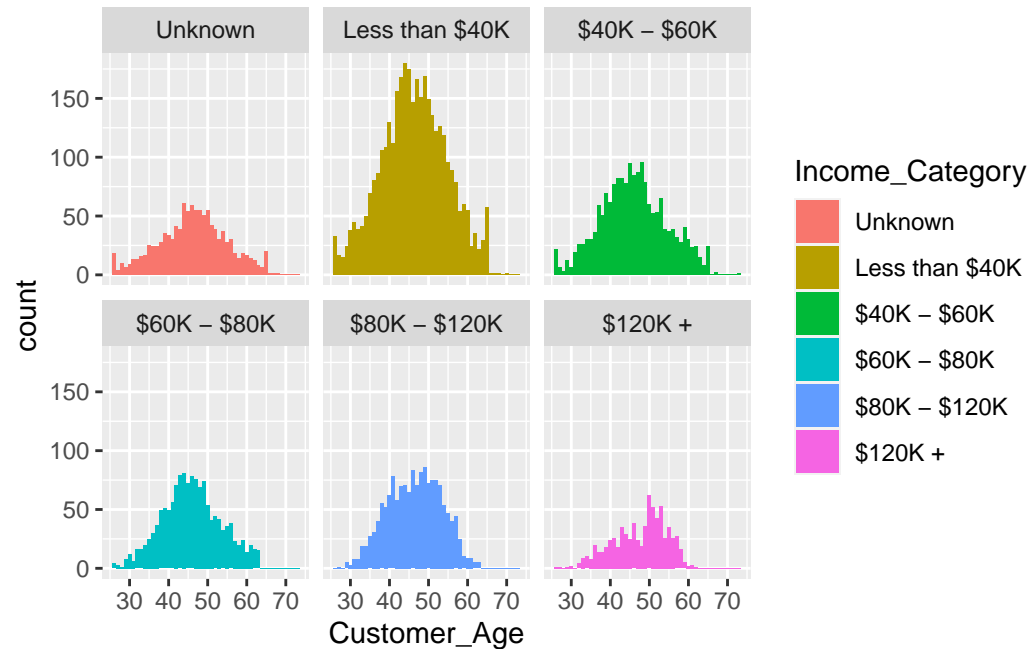 Unknown
Less than $40K
$40K – $60K
150
100
50
0
$60K – $80K
$80K – $120K
$120K +
150
100
50
0
30 40 50 60 70
30 40 50 60 70
30 40 50 60 70
Customer_Age
count
Income_Category
Unknown
Less than $40K
$40K – $60K
$60K – $80K
$80K – $120K
$120K +